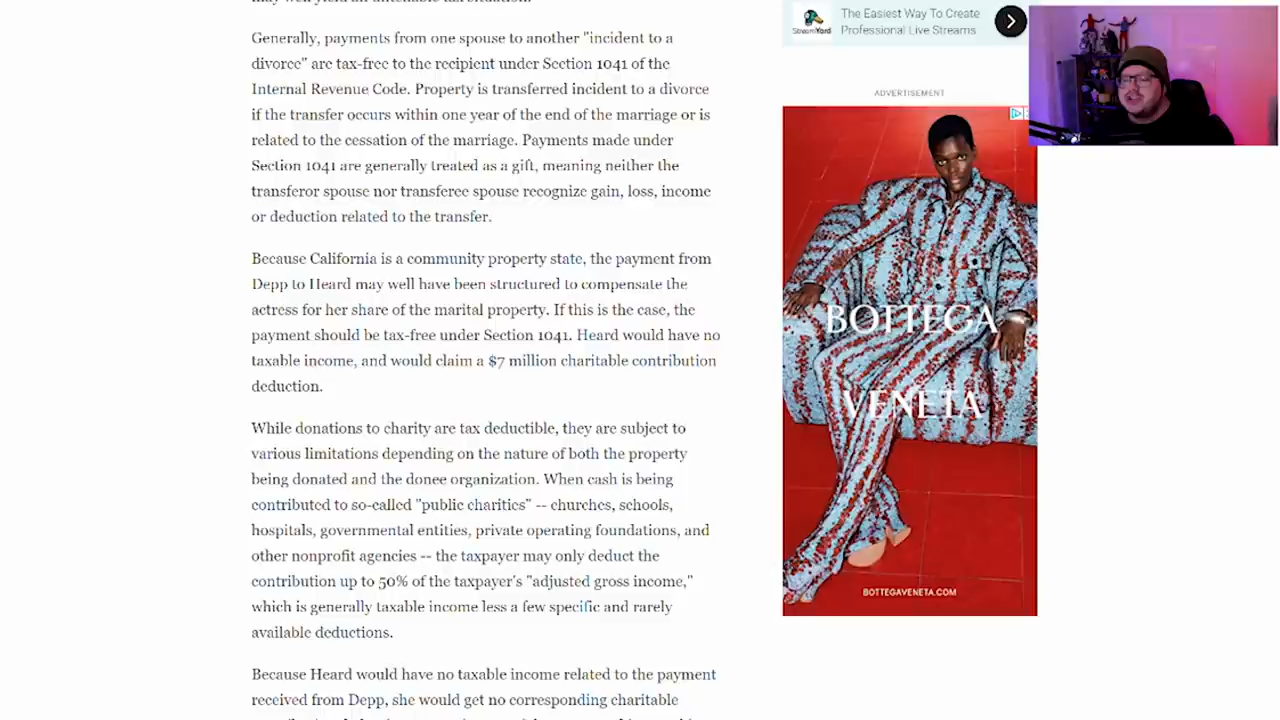 Generally, payments from one spouse to another "incident to a
divorce" are tax-free to the recipient under Section 1041 of the
Internal Revenue Code. Property is transferred incident to a divorce
if the transfer occurs within one year of the end of the marriage or is
related to the cessation of the marriage. Payments made under
Section 1041 are generally treated as a gift, meaning neither the
transferor spouse nor transferee spouse recognize gain, loss, income
or deduction related to the transfer.
Because California is a community property state, the payment from
Depp to Heard may well have been structured to compensate the
actress for her share of the marital property. If this is the case, the
payment should be tax-free under Section 1041. Heard would have no
taxable income, and would claim a $7 million charitable contribution
deduction.
While donations to charity are tax deductible, they are subject to
various limitations depending on the nature of both the property
being donated and the donee organization. When cash is being
contributed to so-called "public charities" -- churches, schools,
hospitals, governmental entities, private operating foundations, and
other nonprofit agencies -- the taxpayer may only deduct the
contribution up to 50% of the taxpayer's "adjusted gross income,"
which is generally taxable income less a few specific and rarely
available deductions.
Because Heard would have no taxable income related to the payment
received from Depp, she would get no corresponding charitable
The Easiest Way To Create
Professional Live Streams
StreamYard
ADVERTISEMENT
BOTTEGA
VENETA
BOTTEGAVENETA.COM